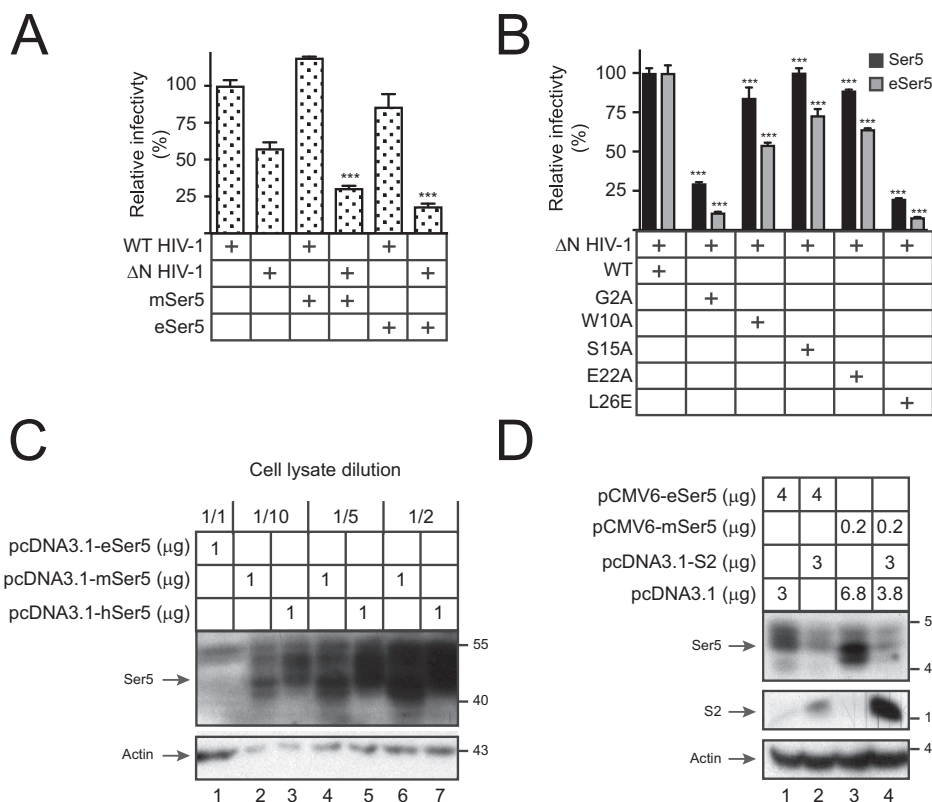 A
Relative infectivty
(%)
100
75
50
25
*** ***
WT HIV-1 + + +
ΔN HIV-1 + + +
mSer5 + +
eSer5 + +
B
Relative infectivity
(%)
100
75
50
25
Ser5
eSer5
*** *** *** *** *** *** *** *** *** ***
ΔN HIV-1 + + + + + +
WT +
G2A +
W10A +
S15A +
E22A +
L26E +
C
Cell lysate dilution
1/1 1/10 1/5 1/2
pcDNA3.1-eSer5 (μg) 1
pcDNA3.1-mSer5 (μg) 1 1 1
pcDNA3.1-hSer5 (μg) 1 1 1
55
Ser5
40
Actin 43
1 2 3 4 5 6 7
D
pCMV6-eSer5 (μg) 4 4
pCMV6-mSer5 (μg) 0.2 0.2
pcDNA3.1-S2 (μg) 3 3
pcDNA3.1 (μg) 3 6.8 3.8
5
Ser5
4
S2 1
4
Actin
1 2 3 4